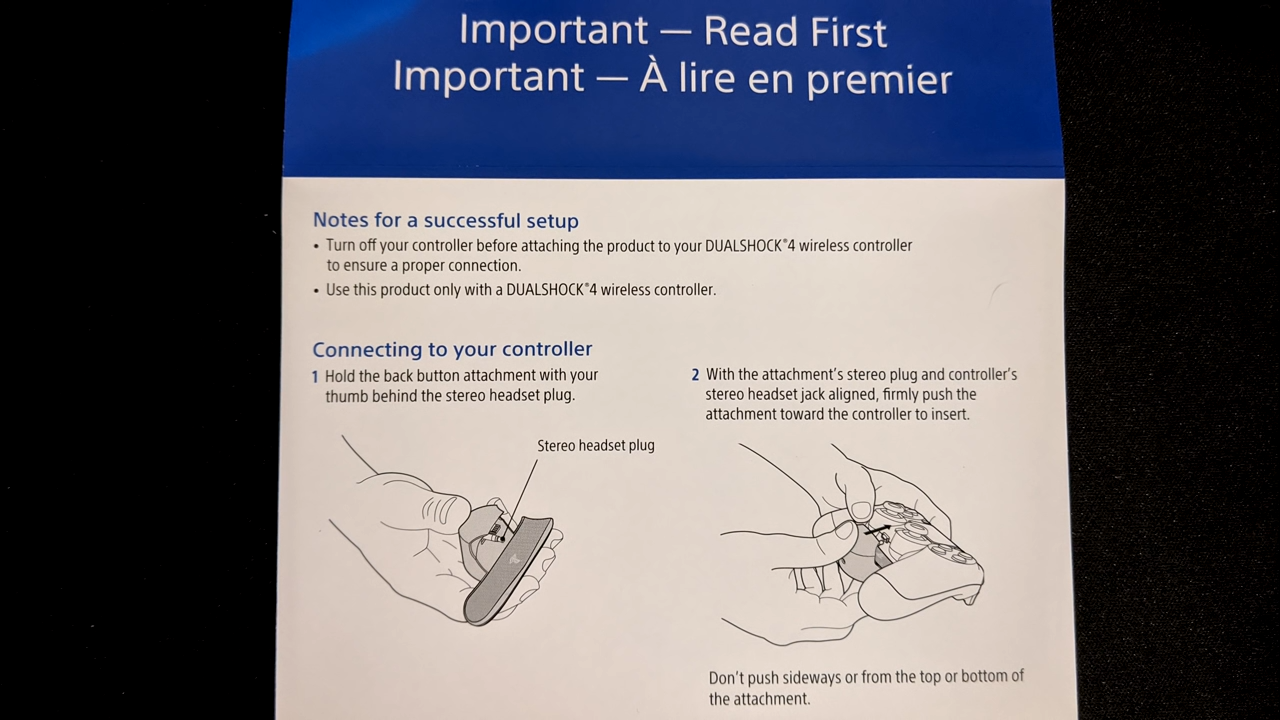 Important — Read First
Important — À lire en premier
Notes for a successful setup
• Turn off your controller before attaching the product to your DUALSHOCK®4 wireless controller
to ensure a proper connection.
• Use this product only with a DUALSHOCK®4 wireless controller.
Connecting to your controller
1 Hold the back button attachment with your
thumb behind the stereo headset plug.
Stereo headset plug
2 With the attachment's stereo plug and controller's
stereo headset jack aligned, firmly push the
attachment toward the controller to insert.
Don't push sideways or from the top or bottom of
the attachment.